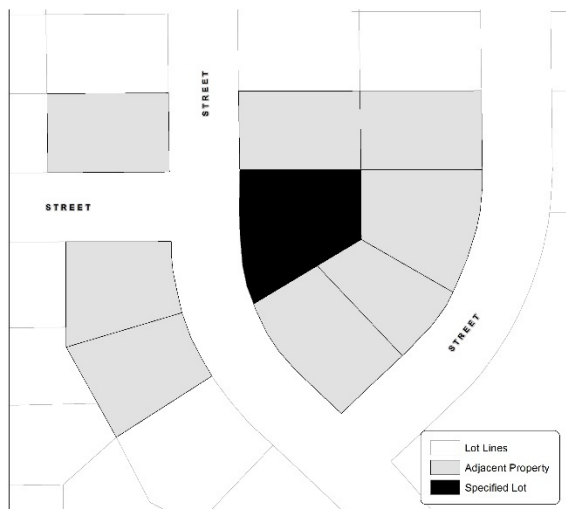 STREET
STREET
STREET
Lot Lines
Adjacent Property
Specified Lot